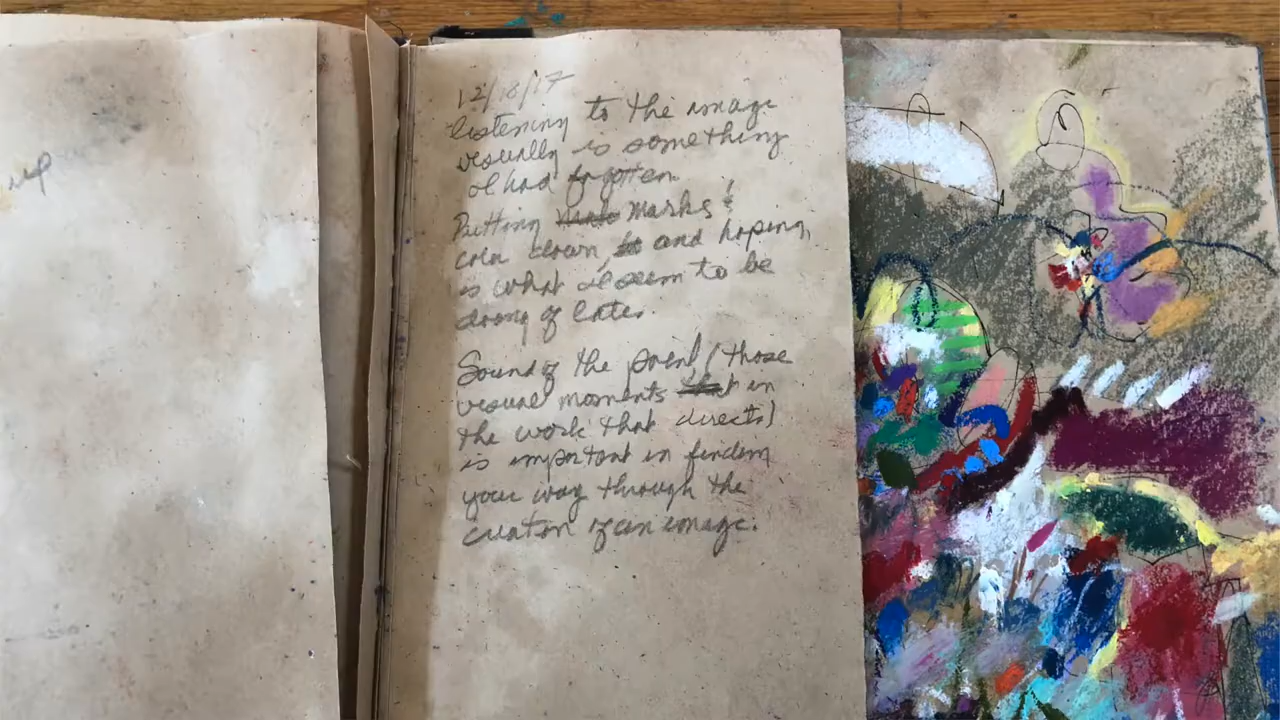 12/18/17
listening to the image
visually is something
I had forgotten.
Putting marks &
color down, and hoping,
is what I seem to be
doing of late.
Sound of the (those
visual moments in
the work that directs)
is important in finding
your way through the
creation of an image.